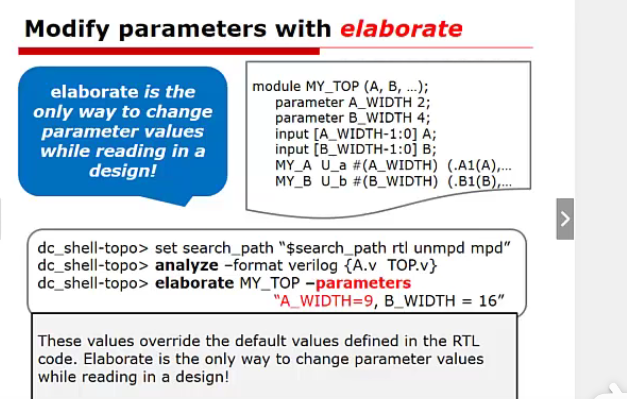 Modify parameters with elaborate
elaborate is the
only way to change
parameter values
while reading in a
design!
module MY_TOP (A, B, …);
parameter A_WIDTH 2;
parameter B_WIDTH 4;
input [A_WIDTH-1:0] A;
input [B_WIDTH-1:0] B;
MY_A U_a #(A_WIDTH) (.A1(A),…
MY_B U_b #(B_WIDTH) (.B1(B),…
dc_shell-topo> set search_path “$search_path rtl unmpd mpd”
dc_shell-topo> analyze –format verilog {A.v TOP.v}
dc_shell-topo> elaborate MY_TOP –parameters
“A_WIDTH=9, B_WIDTH = 16”
These values override the default values defined in the RTL
code. Elaborate is the only way to change parameter values
while reading in a design!